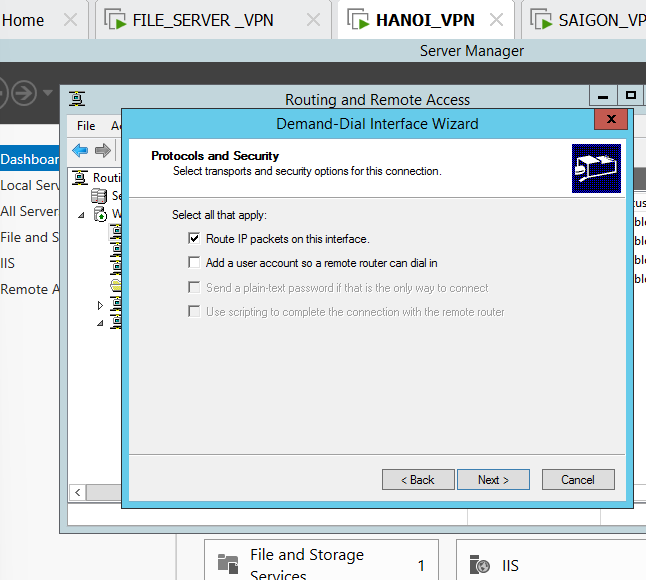 Home
FILE_SERVER _VPN
HANOI_VPN
SAIGON_VP
Server Manager
Routing and Remote Access
File
Demand-Dial Interface Wizard
x
Protocols and Security
Select transports and security options for this connection.
Dashboar
Local Serv
All Server
File and S
IIS
Remote A
Routi
Select all that apply:
Route IP packets on this interface.
Add a user account so a remote router can dial in
Send a plain-text password if that is the only way to connect
Use scripting to complete the connection with the remote router
< Back
Next >
Cancel
File and Storage
Services
1
IIS